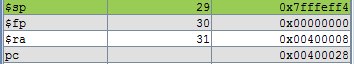 $sp 29 0x7fffeff4
$fp 30 0x00000000
$ra 31 0x00400008
pc 0x00400028